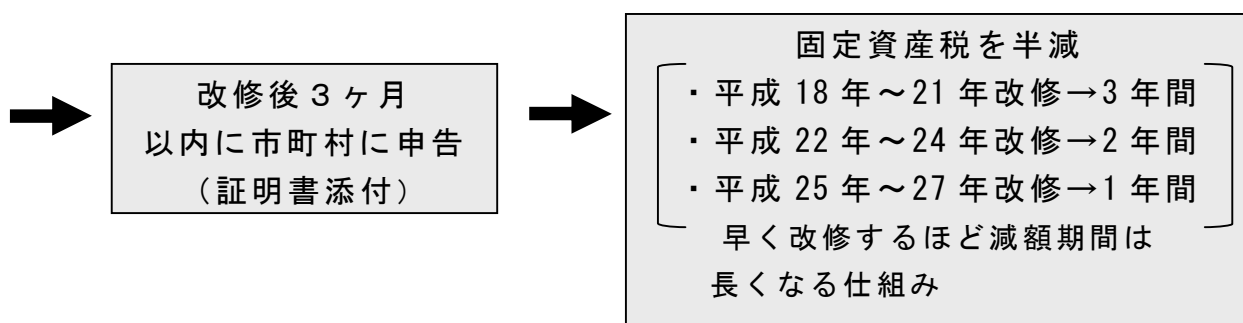 改修後３ヶ月
以内に市町村に申告
（証明書添付）
固定資産税を半減
・平成 18 年～21 年改修→3 年間
・平成 22 年～24 年改修→2 年間
・平成 25 年～27 年改修→1 年間
早く改修するほど減額期間は
長くなる仕組み